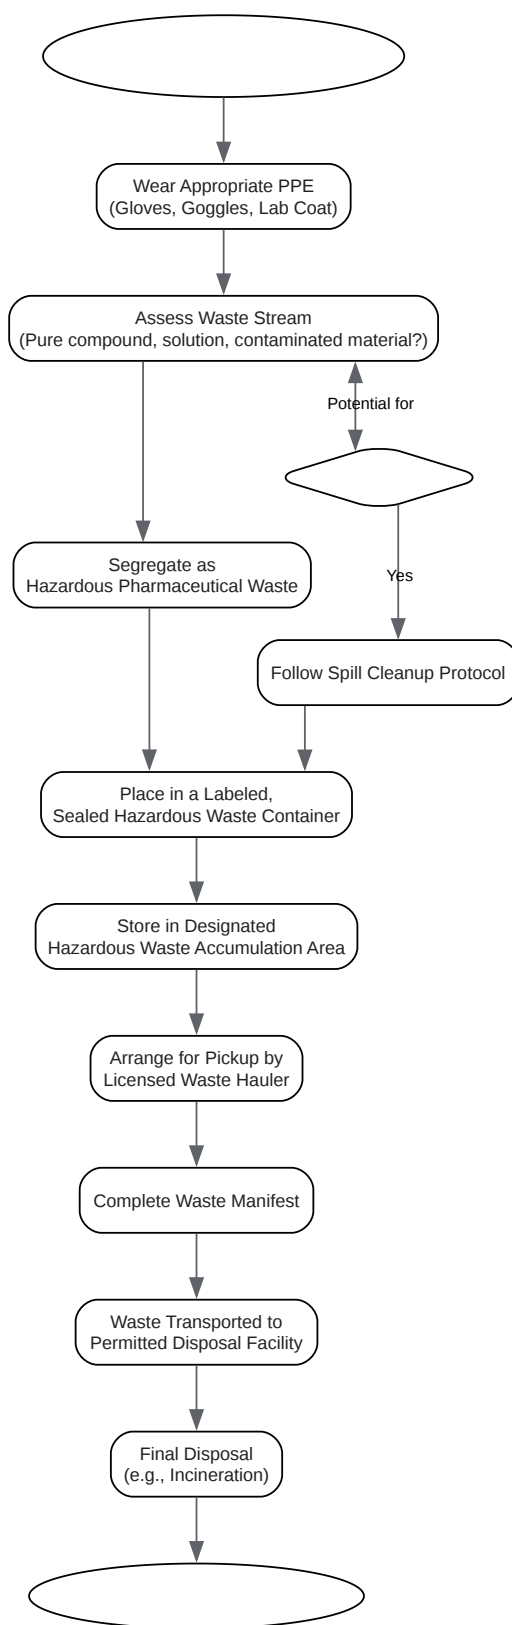 Wear Appropriate PPE
(Gloves, Goggles, Lab Coat)
Assess Waste Stream
(Pure compound, solution, contaminated material?)
Potential for
Segregate as
Hazardous Pharmaceutical Waste
Yes
Follow Spill Cleanup Protocol
Place in a Labeled,
Sealed Hazardous Waste Container
Store in Designated
Hazardous Waste Accumulation Area
Arrange for Pickup by
Licensed Waste Hauler
Complete Waste Manifest
Waste Transported to
Permitted Disposal Facility
Final Disposal
(e.g., Incineration)